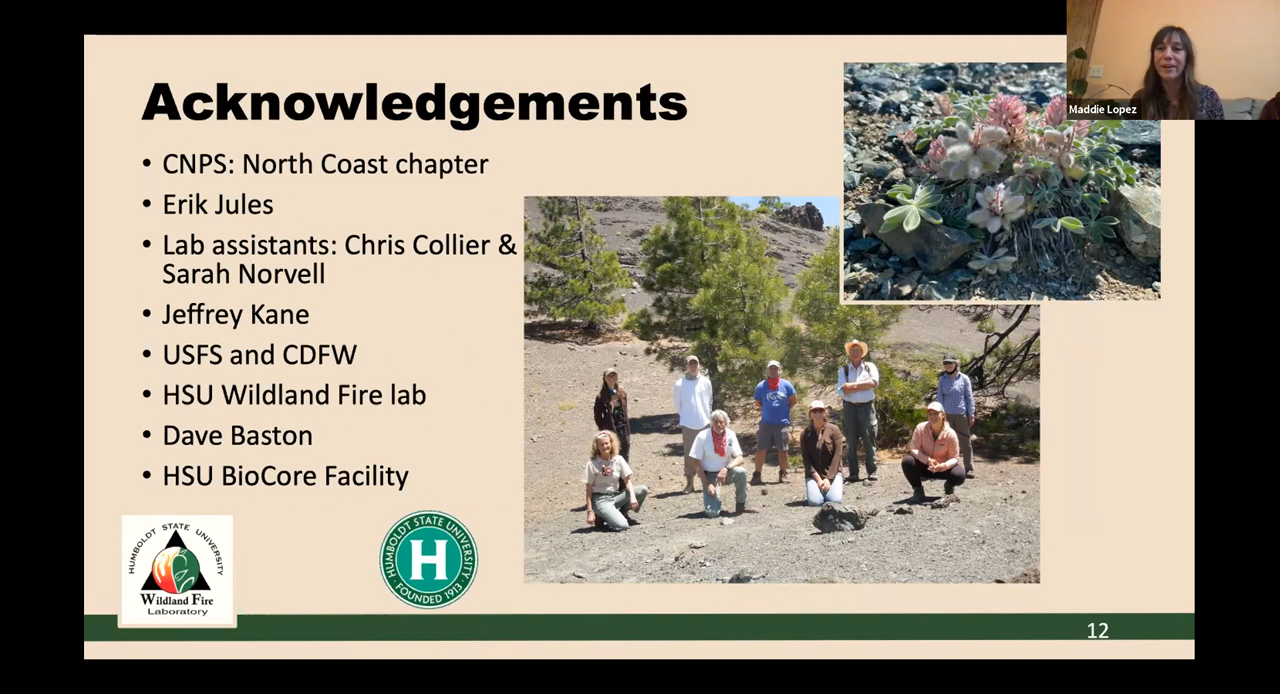 Acknowledgements
• CNPS: North Coast chapter
• Erik Jules
• Lab assistants: Chris Collier &
Sarah Norvell
• Jeffrey Kane
• USFS and CDFW
• HSU Wildland Fire lab
• Dave Baston
• HSU BioCore Facility
Maddie Lopez
HUMBOLDT STATE UNIVERSITY
Wildland Fire
Laboratory
HUMBOLDT STATE UNIVERSITY
H
· FOUNDED 1913 ·
12